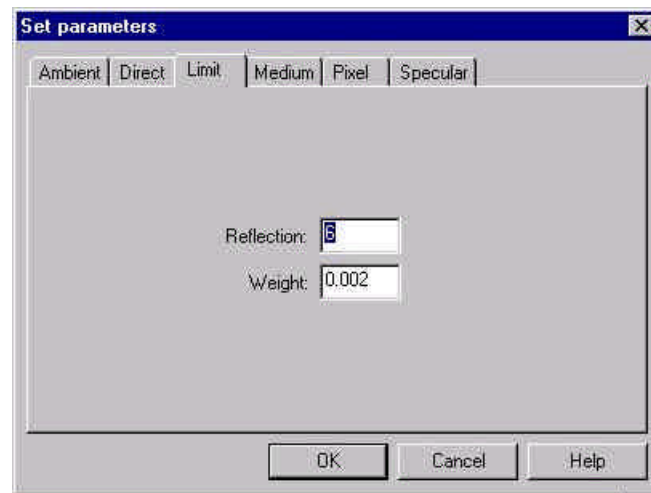 Set parameters
Ambient Direct Limit Medium Pixel Specular
Reflection: 6
Weight: 0.002
OK Cancel Help